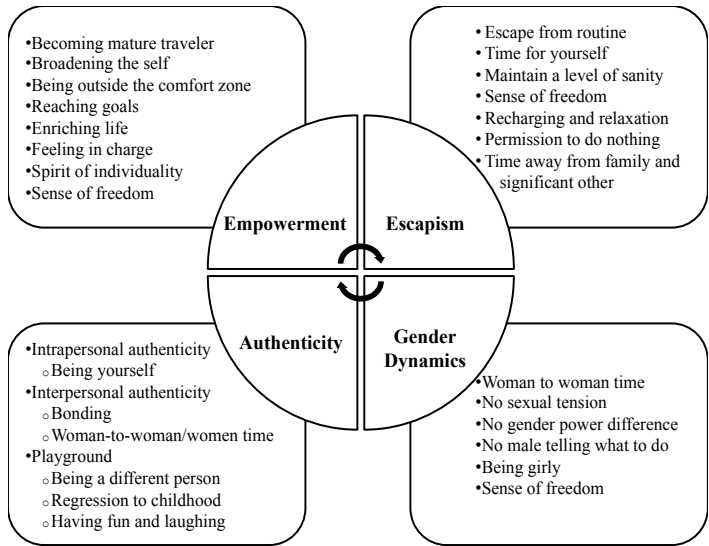 •Becoming mature traveler
•Broadening the self
•Being outside the comfort zone
•Reaching goals
•Enriching life
•Feeling in charge
•Spirit of individuality
•Sense of freedom
• Escape from routine
• Time for yourself
• Maintain a level of sanity
• Sense of freedom
• Recharging and relaxation
• Permission to do nothing
• Time away from family and
significant other
Empowerment
Escapism
Authenticity
Gender
Dynamics
•Intrapersonal authenticity
o Being yourself
•Interpersonal authenticity
o Bonding
o Woman-to-woman/women time
•Playground
o Being a different person
o Regression to childhood
o Having fun and laughing
•Woman to woman time
•No sexual tension
•No gender power difference
•No male telling what to do
•Being girly
•Sense of freedom